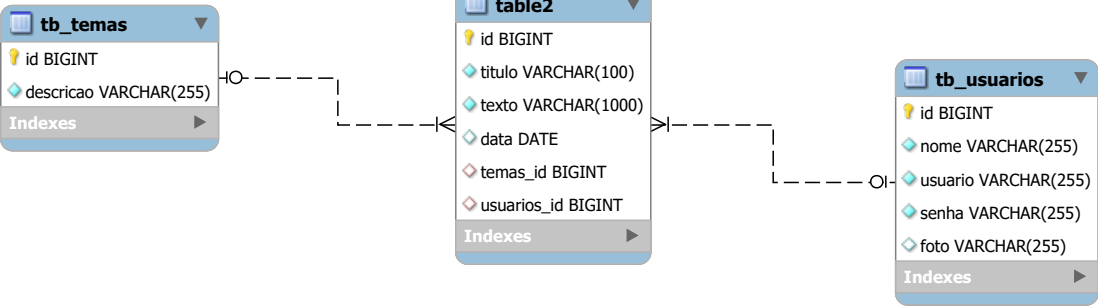 tb_temas
id BIGINT
descricao VARCHAR(255)
Indexes
table2
id BIGINT
titulo VARCHAR(100)
texto VARCHAR(1000)
data DATE
temas_id BIGINT
usuarios_id BIGINT
Indexes
tb_usuarios
id BIGINT
nome VARCHAR(255)
usuario VARCHAR(255)
senha VARCHAR(255)
foto VARCHAR(255)
Indexes